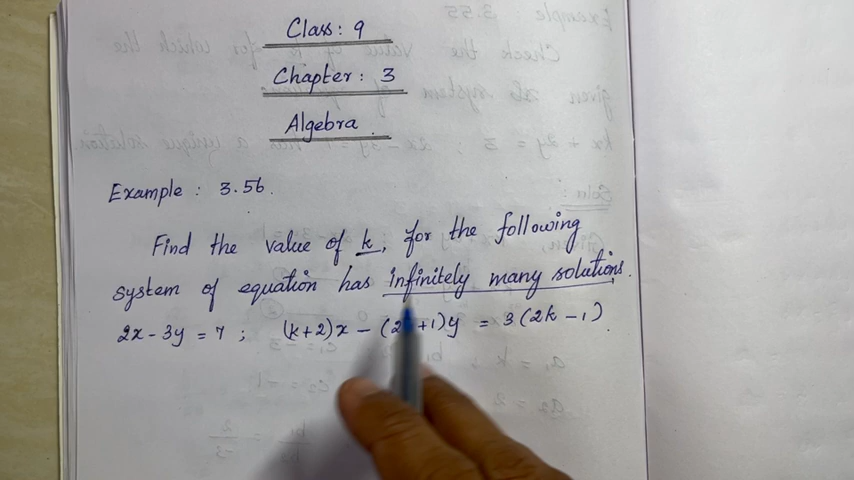 Class: 9
Chapter: 3
Algebra
Example: 3.56.
Find the value of k, for the following
system of equation has infinitely many solutions.
2x - 3y = 7; (k+2)x - (2 +1)y = 3(2k-1)